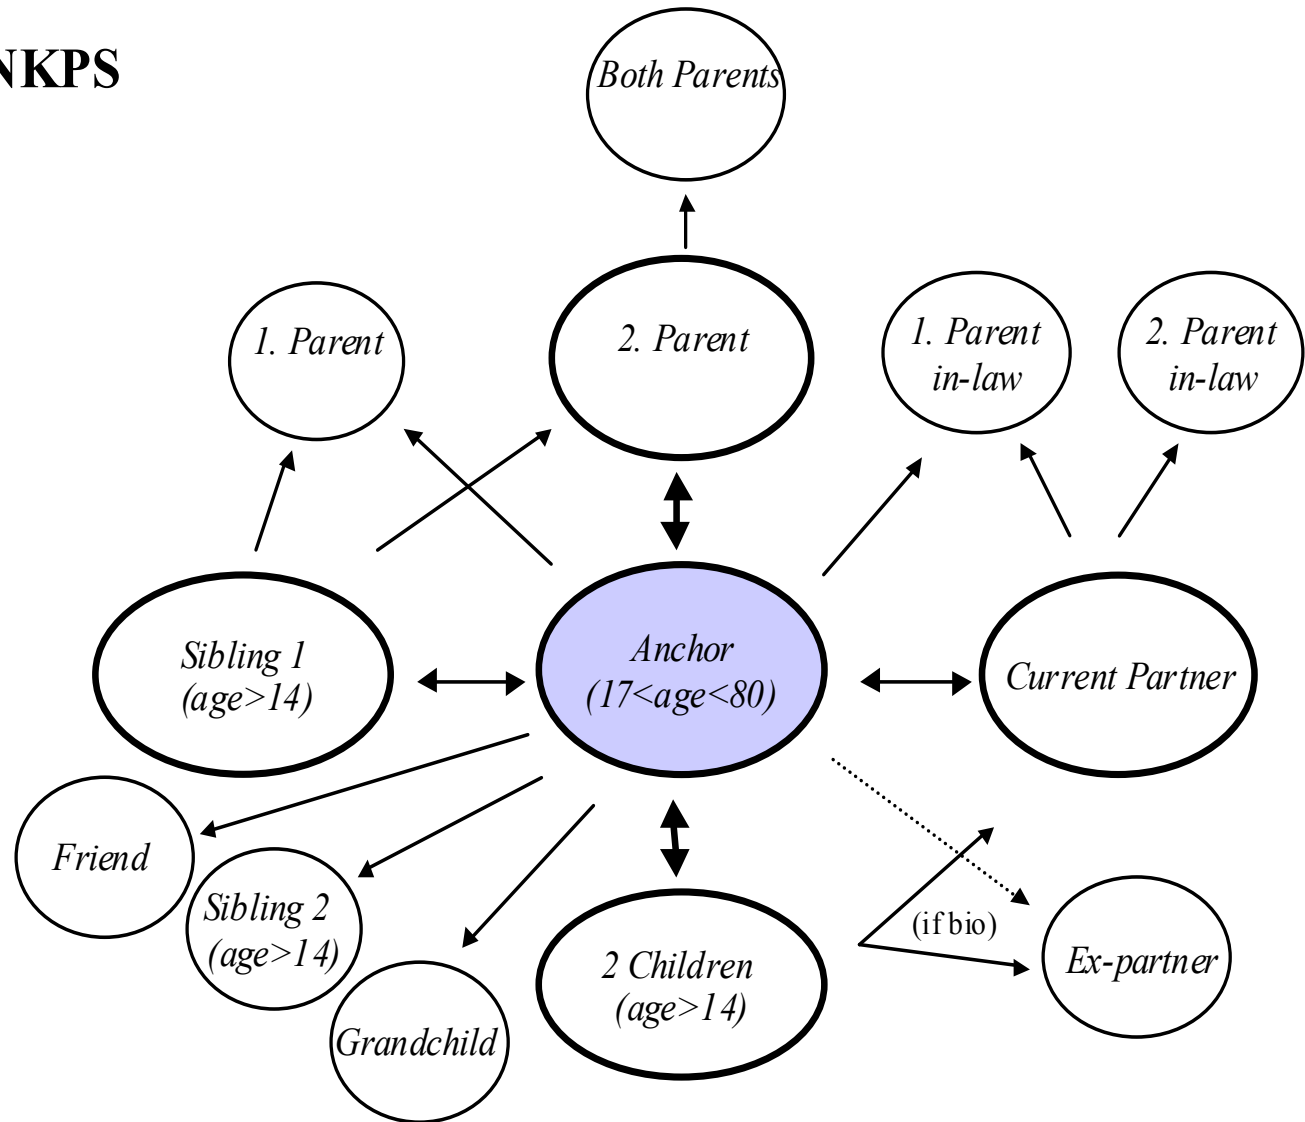 NKPS
Both Parents
1. Parent
2. Parent
1. Parent
in-law
2. Parent
in-law
Sibling 1
(age>14)
Anchor
(17<age<80)
Current Partner
Friend
Sibling 2
(age>14)
Grandchild
2 Children
(age>14)
(if bio)
Ex-partner